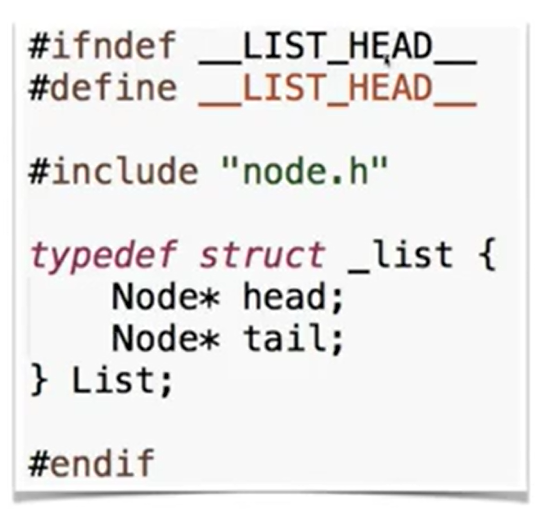 #ifndef __LIST_HEAD__
#define __LIST_HEAD__
#include "node.h"
typedef struct _list {
    Node* head;
    Node* tail;
} List;
#endif